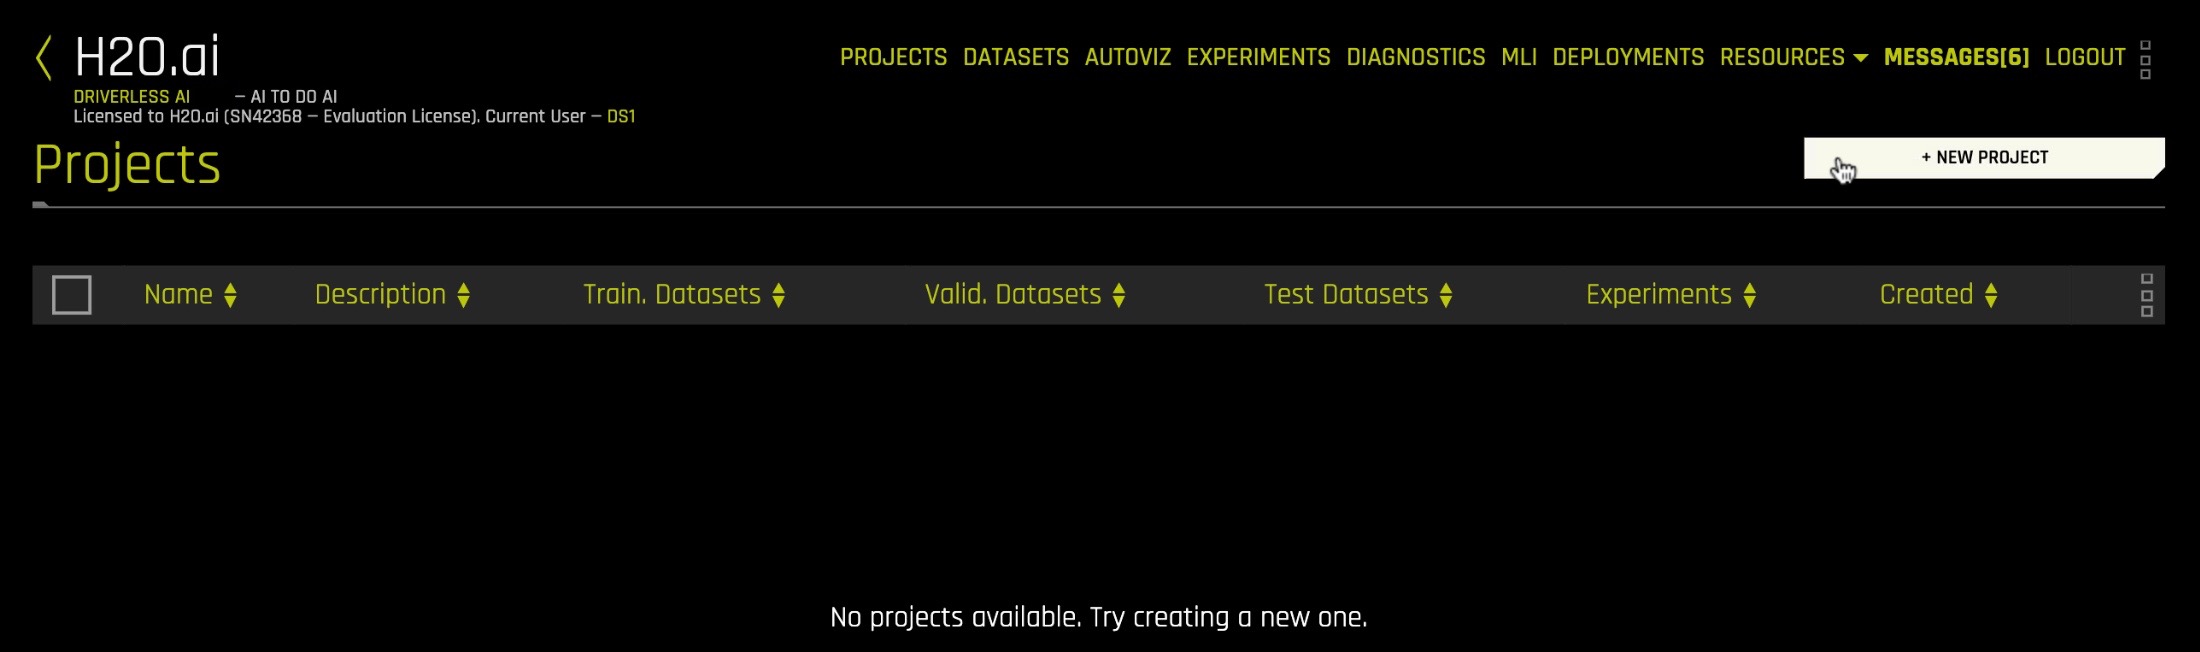 H2O.ai
PROJECTS DATASETS AUTOVIZ EXPERIMENTS DIAGNOSTICS MLI DEPLOYMENTS RESOURCES MESSAGES[6] LOGOUT
DRIVERLESS AI — AI TO DO AI
Licensed to H2O.ai (SN42368 — Evaluation License). Current User — DS1
Projects
+ NEW PROJECT
Name Description Train. Datasets Valid. Datasets Test Datasets Experiments Created
No projects available. Try creating a new one.